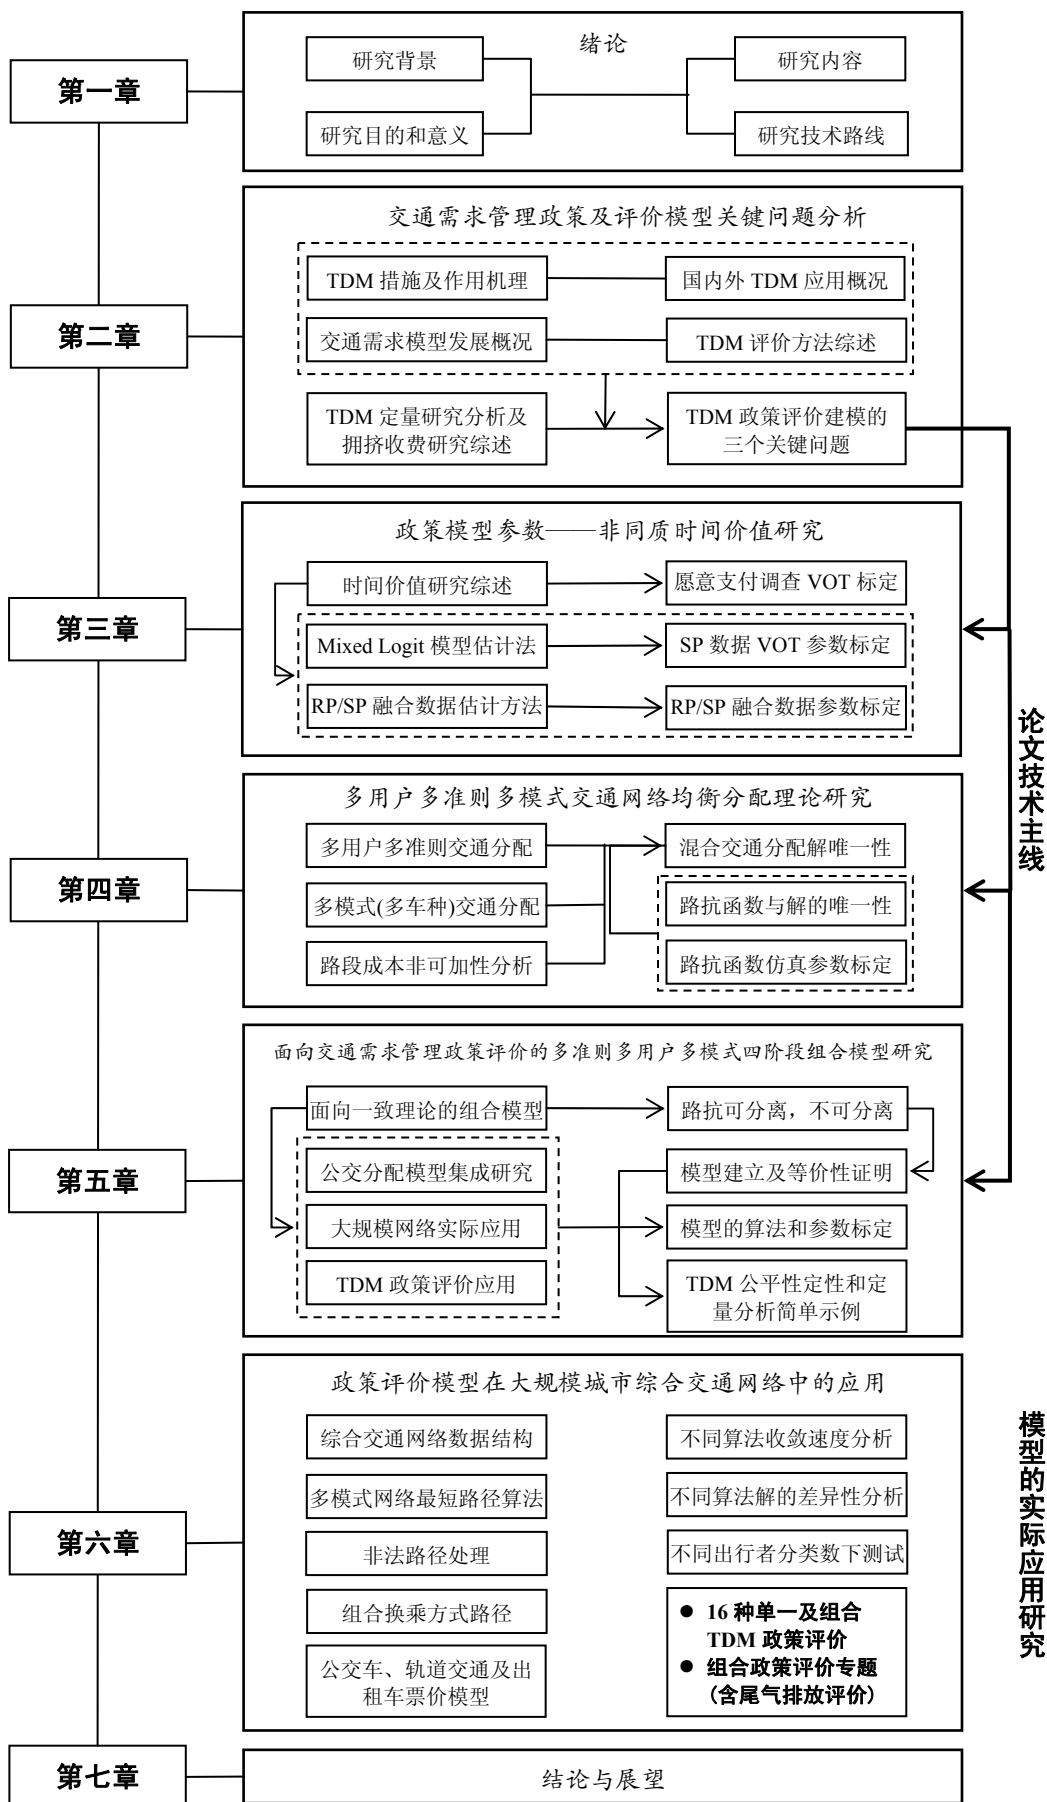 绪论
研究背景
研究内容
第一章
研究目的和意义
研究技术路线
交通需求管理政策及评价模型关键问题分析
TDM 措施及作用机理
国内外 TDM 应用概况
第二章
交通需求模型发展概况
TDM 评价方法综述
TDM 定量研究分析及
拥挤收费研究综述
TDM 政策评价建模的
三个关键问题
政策模型参数——非同质时间价值研究
时间价值研究综述
愿意支付调查 VOT 标定
第三章
Mixed Logit 模型估计法
SP 数据 VOT 参数标定
RP/SP 融合数据估计方法
RP/SP 融合数据参数标定
论文技术主线
多用户多准则多模式交通网络均衡分配理论研究
多用户多准则交通分配
混合交通分配解唯一性
第四章
多模式(多车种)交通分配
路抗函数与解的唯一性
路段成本非可加性分析
路抗函数仿真参数标定
面向交通需求管理政策评价的多准则多用户多模式四阶段组合模型研究
面向一致理论的组合模型
路抗可分离，不可分离
第五章
公交分配模型集成研究
模型建立及等价性证明
大规模网络实际应用
模型的算法和参数标定
TDM 政策评价应用
TDM 公平性定性和定
量分析简单示例
政策评价模型在大规模城市综合交通网络中的应用
综合交通网络数据结构
不同算法收敛速度分析
多模式网络最短路径算法
不同算法解的差异性分析
第六章
非法路径处理
不同出行者分类数下测试
组合换乘方式路径
公交车、轨道交通及出
租车票价模型
● 16 种单一及组合
TDM 政策评价
● 组合政策评价专题
(含尾气排放评价)
模型的实际应用研究
第七章
结论与展望